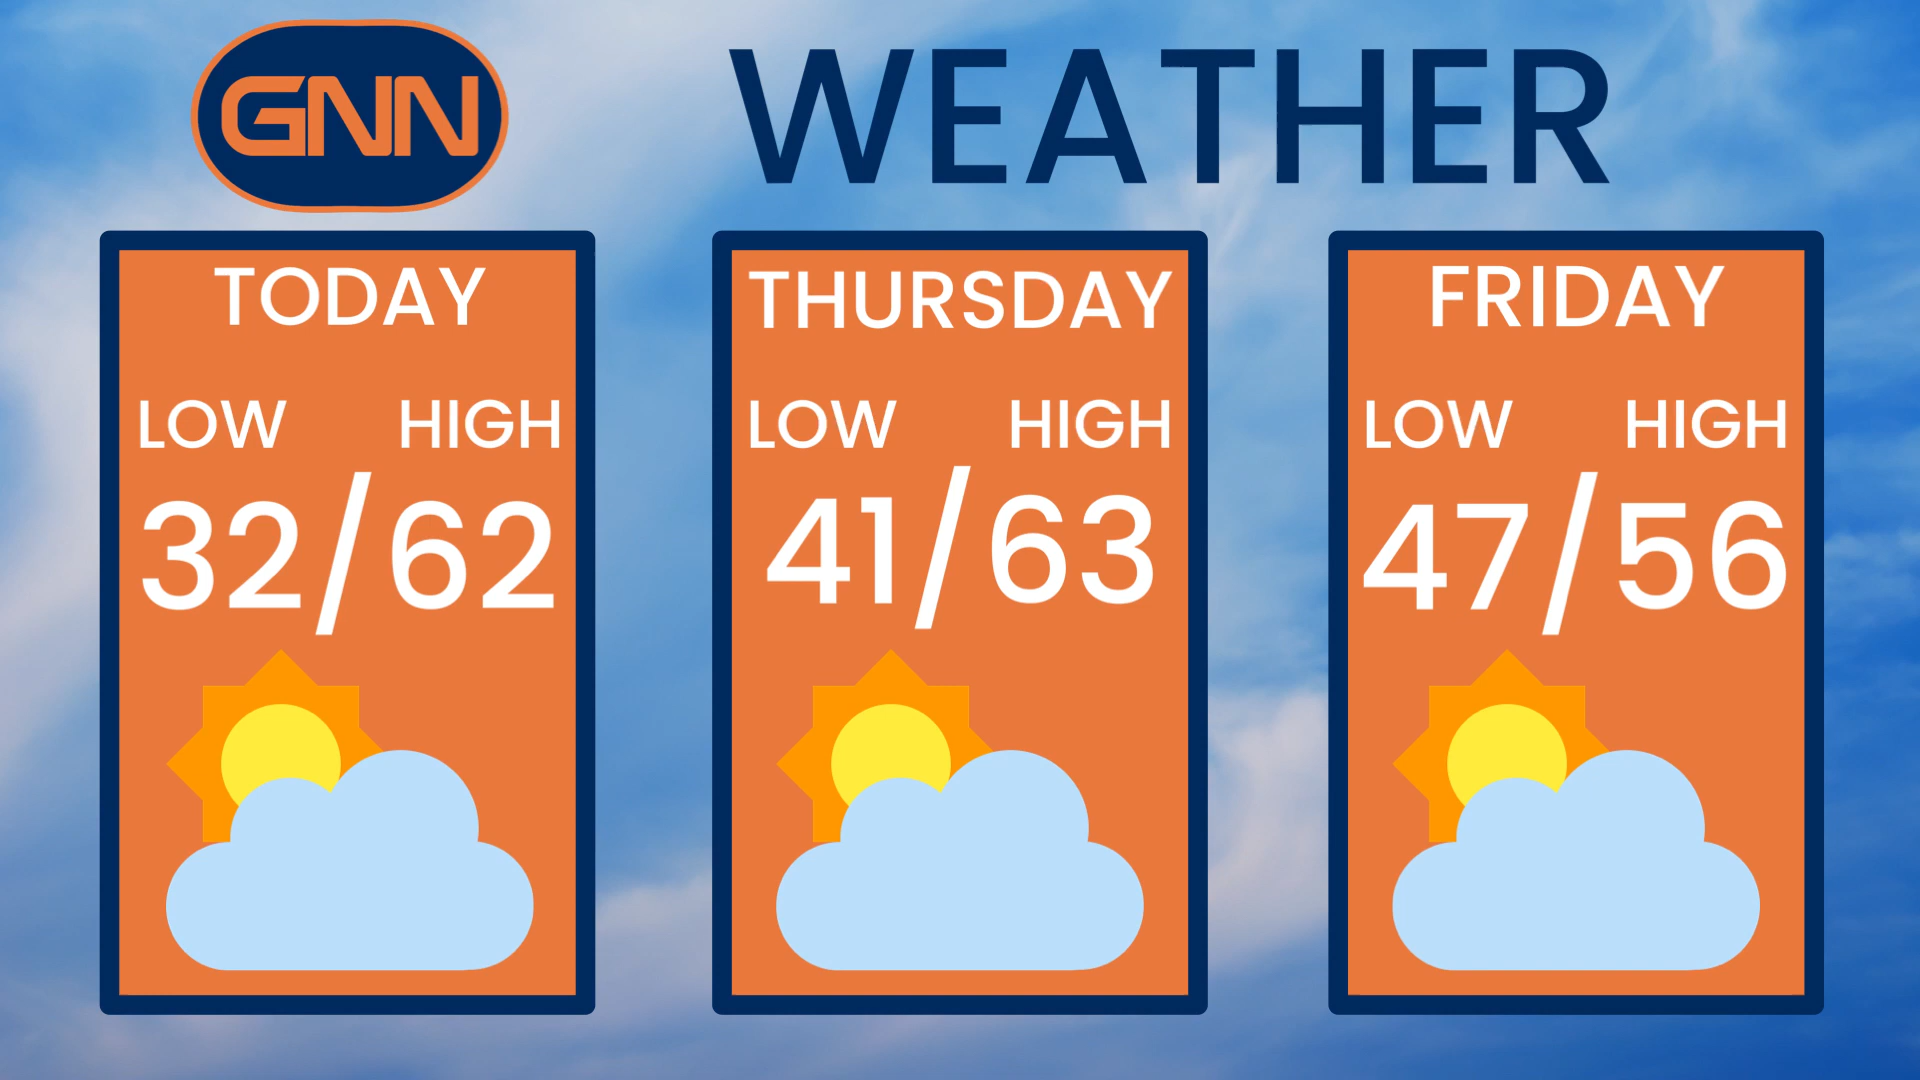 GNN
WEATHER
TODAY
LOW HIGH
32/62
THURSDAY
LOW HIGH
41/63
FRIDAY
LOW HIGH
47/56